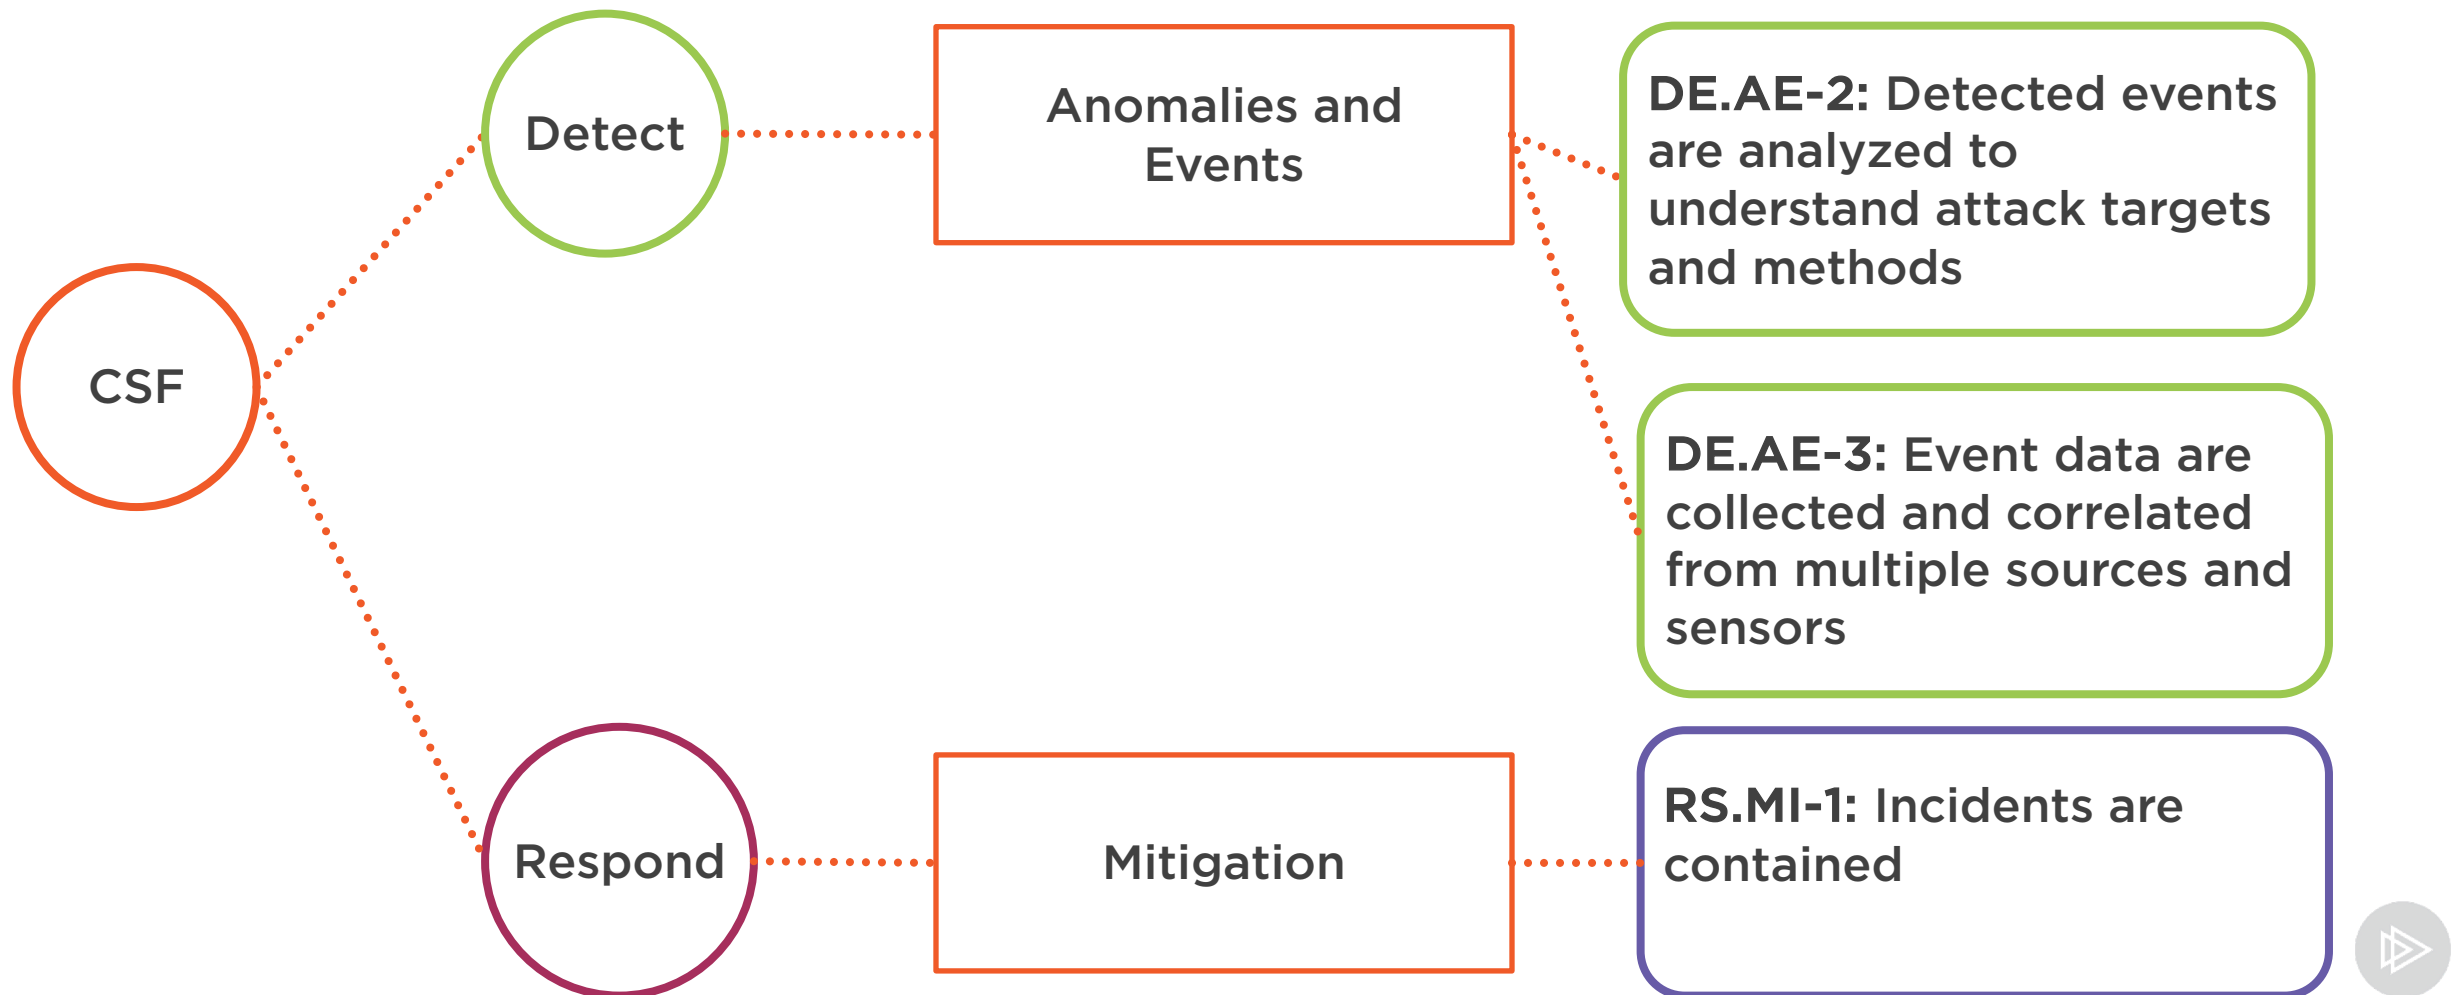 CSF
Detect
Anomalies and
Events
DE.AE-2: Detected events
are analyzed to
understand attack targets
and methods
DE.AE-3: Event data are
collected and correlated
from multiple sources and
sensors
Respond
Mitigation
RS.MI-1: Incidents are
contained